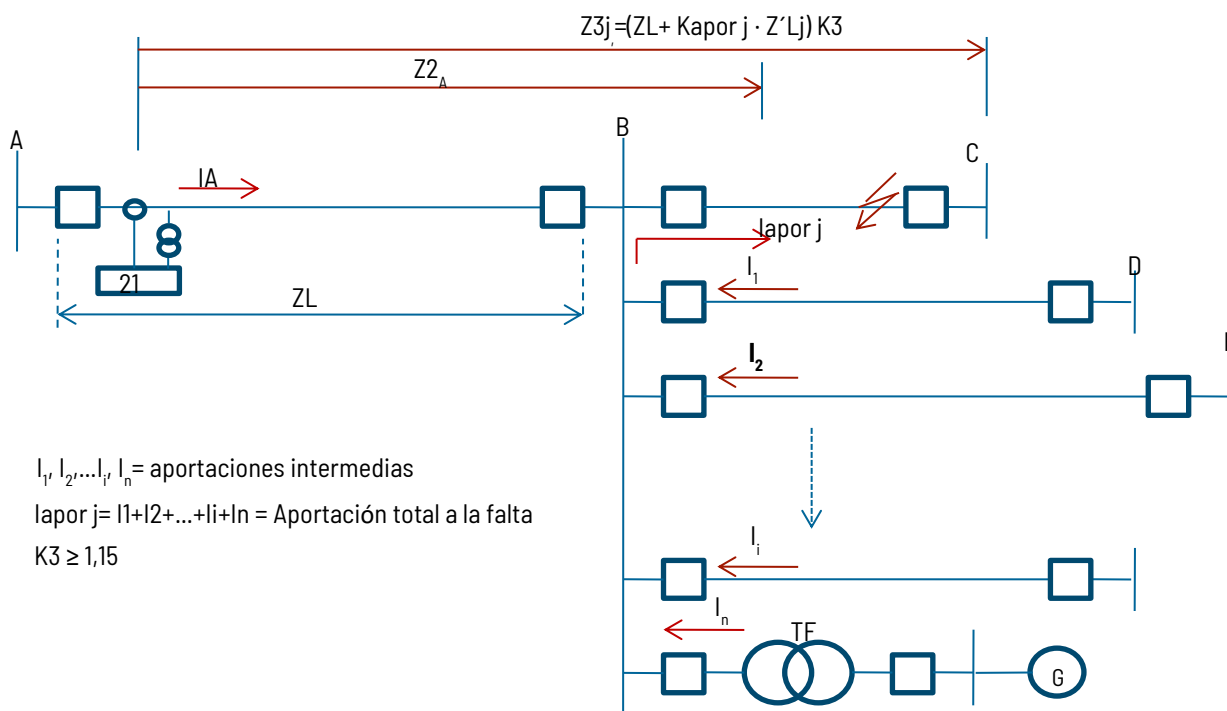 Z3j,=(ZL+ Kapor j · Z´Lj) K3
Z2A
A
B
C
IA
Iapor j
21
I1
D
ZL
I2
I1, I2,...Ii, In= aportaciones intermedias
Iapor j= I1+I2+...+Ii+In = Aportación total a la falta
K3 ≥ 1,15
Ii
In
TF
G